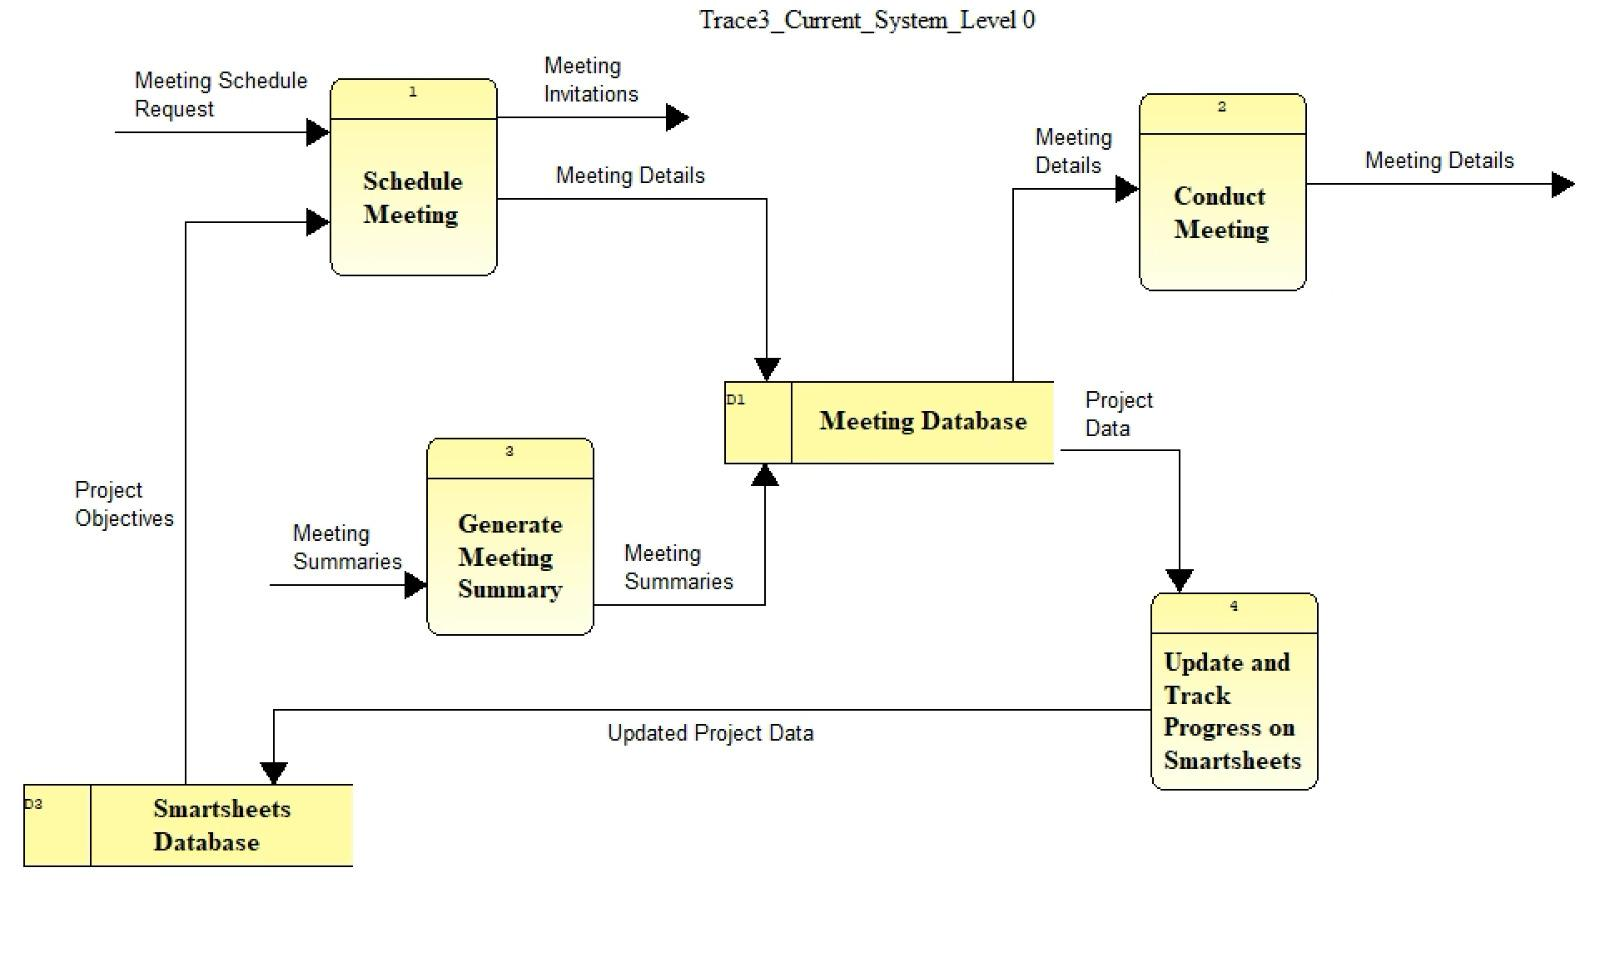 Trace3_Current_System_Level 0
Meeting Schedule
Request
1
Schedule
Meeting
Meeting
Invitations
Meeting Details
Meeting
Details
2
Conduct
Meeting
Meeting Details
D1
Meeting Database
Project
Data
Project
Objectives
Meeting
Summaries
3
Generate
Meeting
Summary
Meeting
Summaries
4
Update and
Track
Progress on
Smartsheets
Updated Project Data
D3
Smartsheets
Database